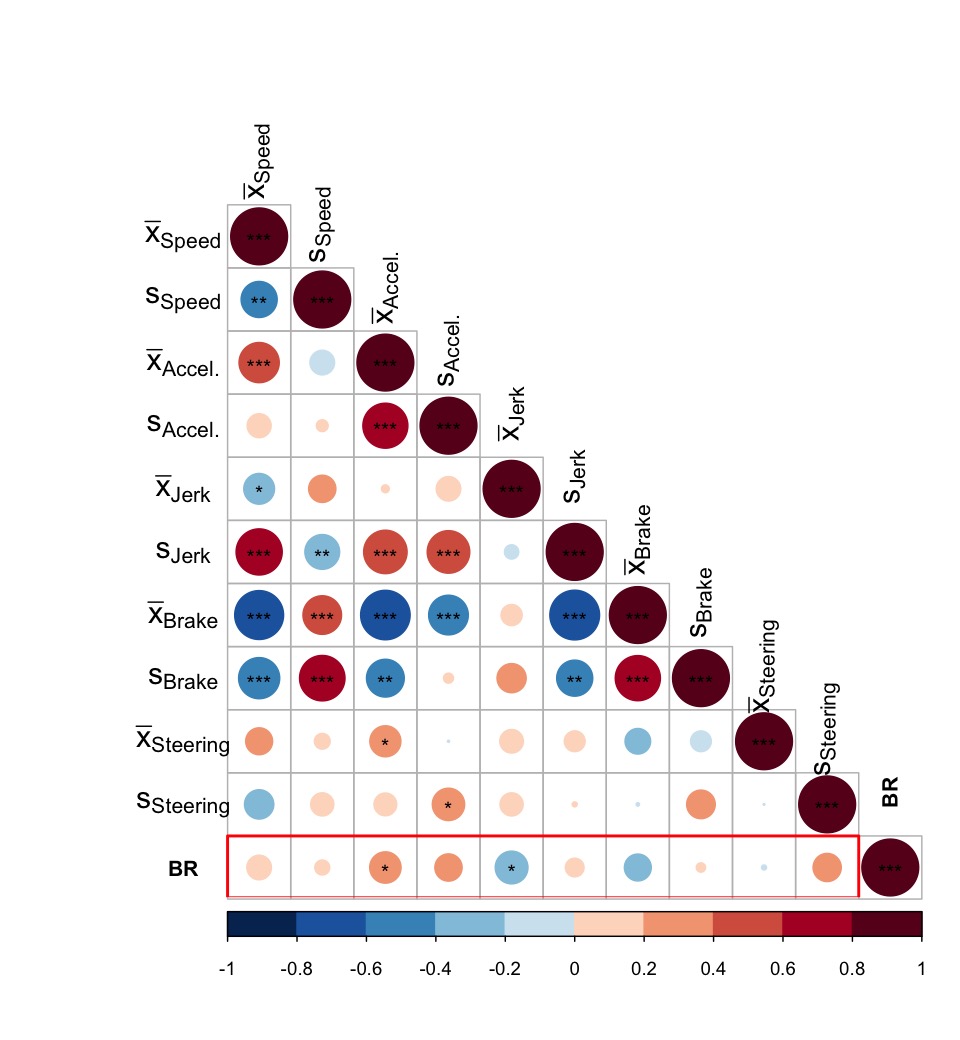 x̅Speed
sSpeed
x̅Accel.
sAccel.
x̅Jerk
sJerk
x̅Brake
sBrake
x̅Steering
sSteering
BR
x̅Speed ***
sSpeed ** ***
x̅Accel. *** ***
sAccel. *** ***
x̅Jerk * ***
sJerk *** ** *** *** ***
x̅Brake *** *** *** *** *** ***
sBrake *** *** ** ** *** ***
x̅Steering * ***
sSteering * ***
BR * * ***
-1 -0.8 -0.6 -0.4 -0.2 0 0.2 0.4 0.6 0.8 1